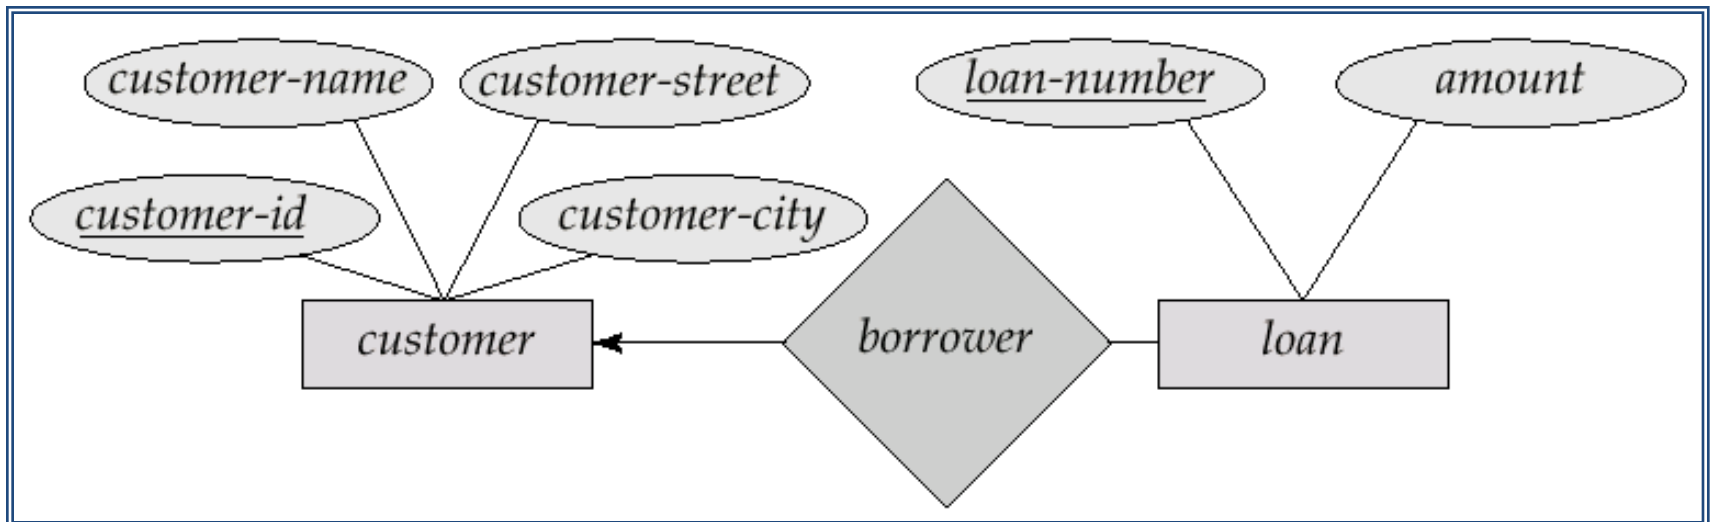 customer-name
customer-street
loan-number
amount
customer-id
customer-city
customer
borrower
loan